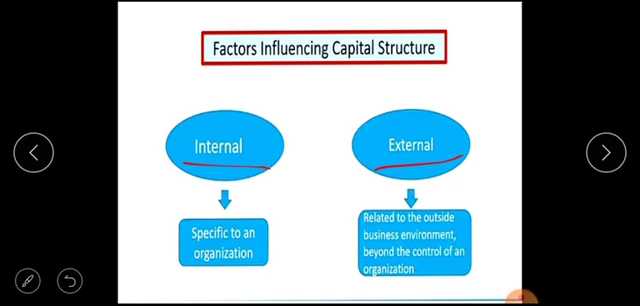 Factors Influencing Capital Structure
Internal
External
Specific to an
organization
Related to the outside
business environment,
beyond the control of an
organization